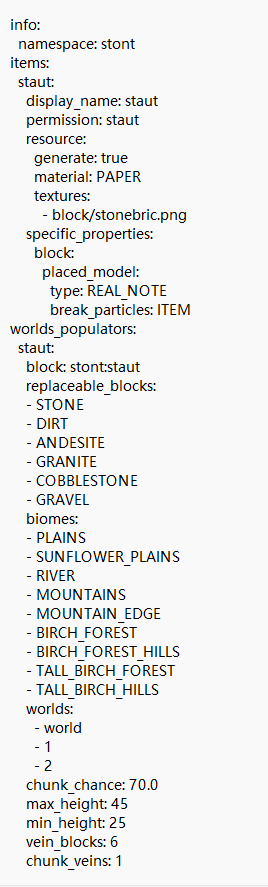 info:
  namespace: stont
items:
  staut:
    display_name: staut
    permission: staut
    resource:
      generate: true
      material: PAPER
      textures:
        - block/stonebric.png
    specific_properties:
      block:
        placed_model:
          type: REAL_NOTE
          break_particles: ITEM
worlds_populators:
  staut:
    block: stont:staut
    replaceable_blocks:
    - STONE
    - DIRT
    - ANDESITE
    - GRANITE
    - COBBLESTONE
    - GRAVEL
    biomes:
    - PLAINS
    - SUNFLOWER_PLAINS
    - RIVER
    - MOUNTAINS
    - MOUNTAIN_EDGE
    - BIRCH_FOREST
    - BIRCH_FOREST_HILLS
    - TALL_BIRCH_FOREST
    - TALL_BIRCH_HILLS
    worlds:
      - world
      - 1
      - 2
    chunk_chance: 70.0
    max_height: 45
    min_height: 25
    vein_blocks: 6
    chunk_veins: 1